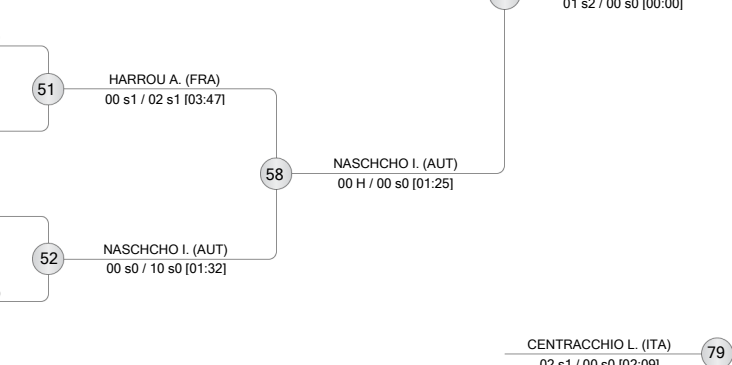 01 s2 / 00 s0 [00:00]
51
HARROU A. (FRA)
00 s1 / 02 s1 [03:47]
58
NASCHCHO I. (AUT)
00 H / 00 s0 [01:25]
52
NASCHCHO I. (AUT)
00 s0 / 10 s0 [01:32]
CENTRACCHIO L. (ITA)
79
02 s1 / 00 s0 [02:09]